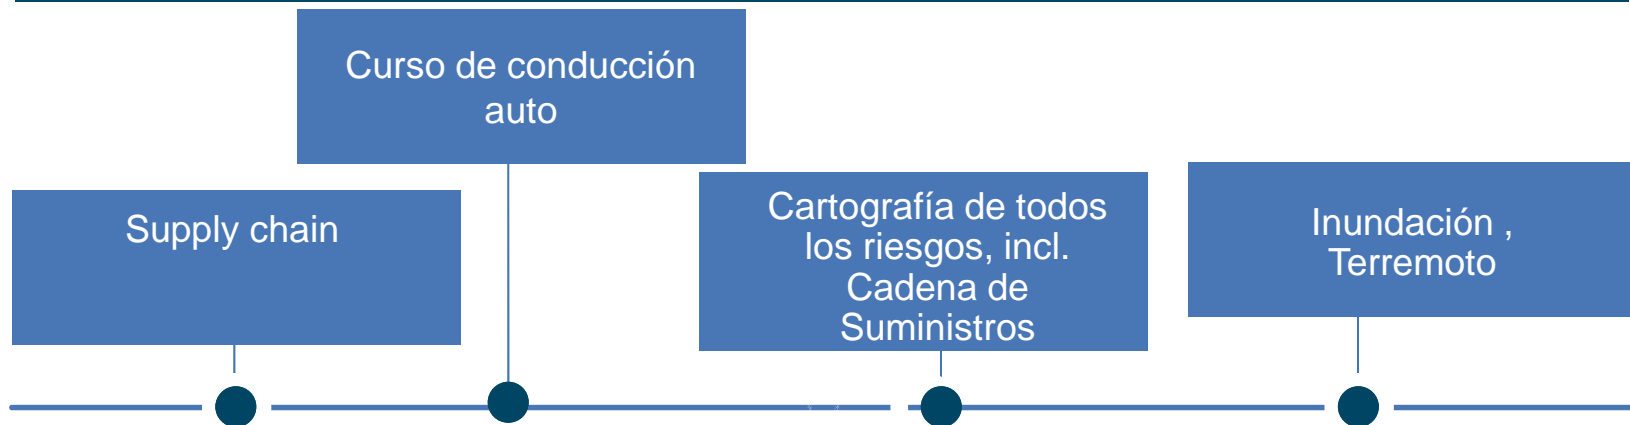 Supply chain
Curso de conducción
auto
Cartografía de todos
los riesgos, incl.
Cadena de
Suministros
Inundación ,
Terremoto